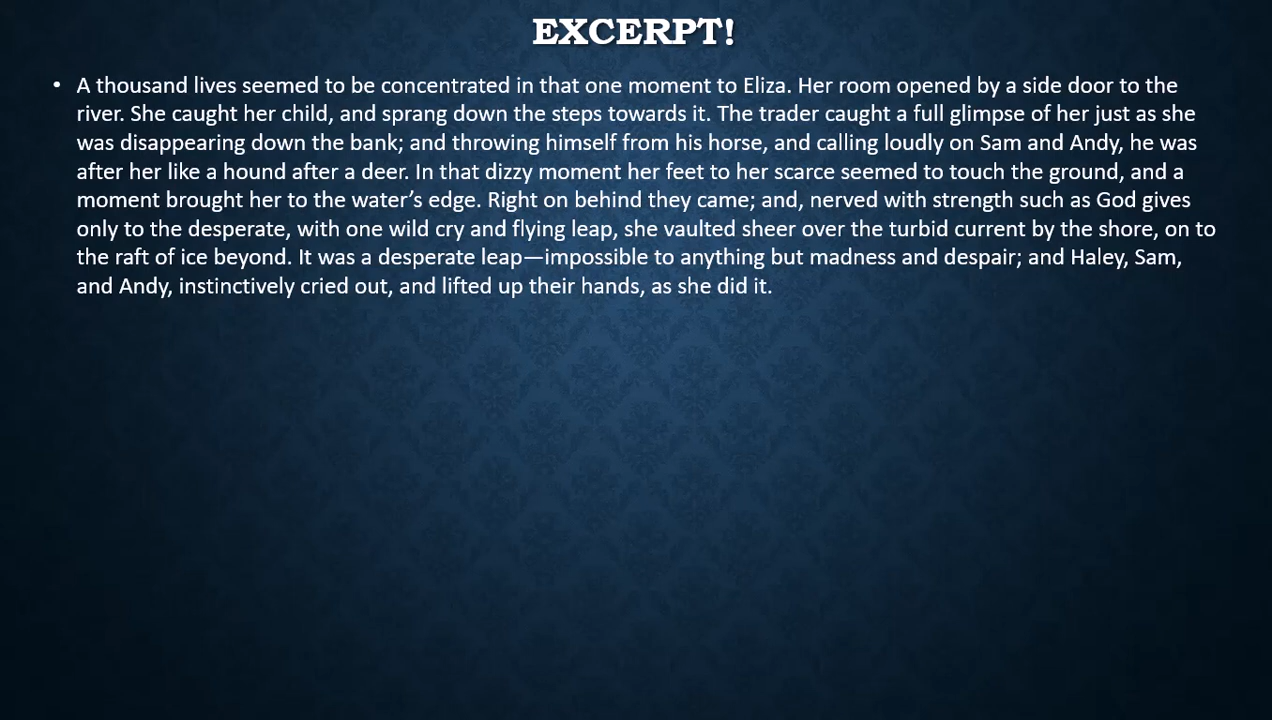 EXCERPT!
• A thousand lives seemed to be concentrated in that one moment to Eliza. Her room opened by a side door to the
river. She caught her child, and sprang down the steps towards it. The trader caught a full glimpse of her just as she
was disappearing down the bank; and throwing himself from his horse, and calling loudly on Sam and Andy, he was
after her like a hound after a deer. In that dizzy moment her feet to her scarce seemed to touch the ground, and a
moment brought her to the water’s edge. Right on behind they came; and, nerved with strength such as God gives
only to the desperate, with one wild cry and flying leap, she vaulted sheer over the turbid current by the shore, on to
the raft of ice beyond. It was a desperate leap—impossible to anything but madness and despair; and Haley, Sam,
and Andy, instinctively cried out, and lifted up their hands, as she did it.